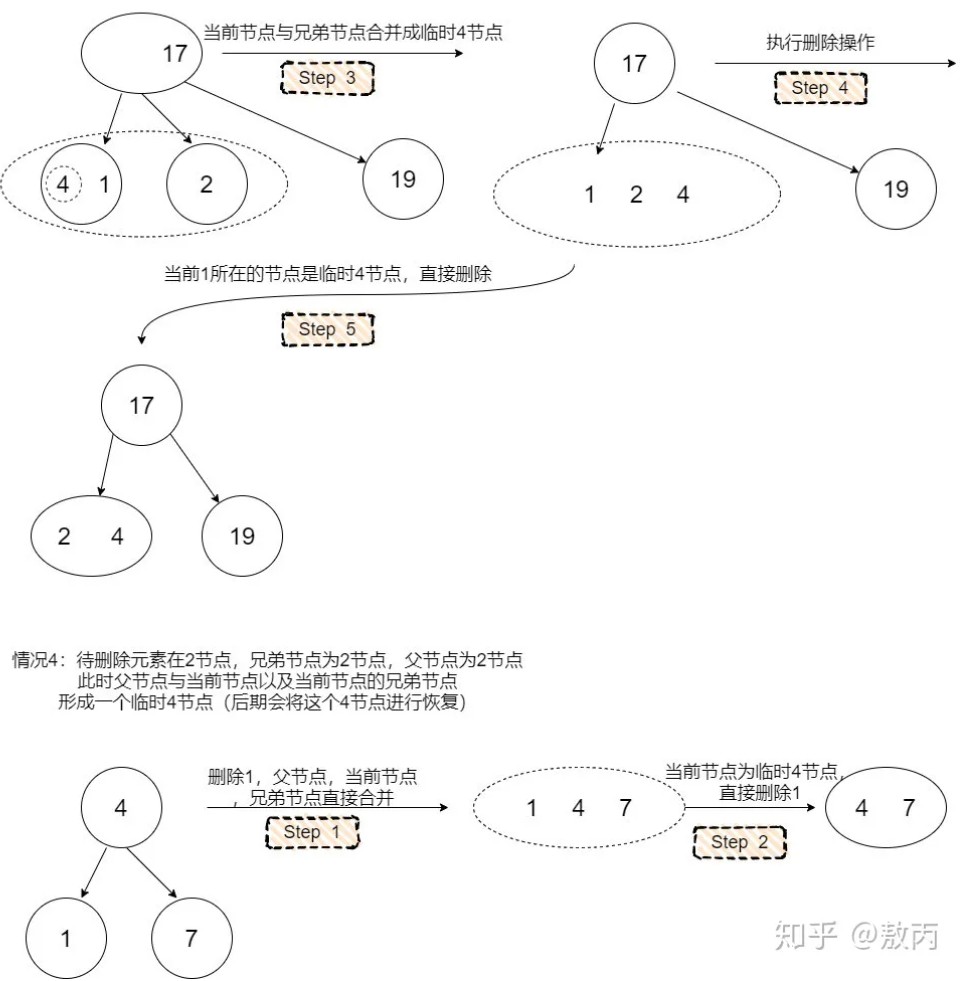 当前节点与兄弟节点合并成临时4节点
17
Step 3
4 1
2
19
执行删除操作
17
Step 4
1 2 4
19
当前1所在的节点是临时4节点，直接删除
Step 5
17
2 4
19
情况4：待删除元素在2节点，兄弟节点为2节点，父节点为2节点
此时父节点与当前节点以及当前节点的兄弟节点
形成一个临时4节点（后期会将这个4节点进行恢复）
4
删除1，父节点，当前节点
，兄弟节点直接合并
Step 1
1 4 7
当前节点为临时4节点，
直接删除1
Step 2
4 7
1
7
知乎 @敖丙